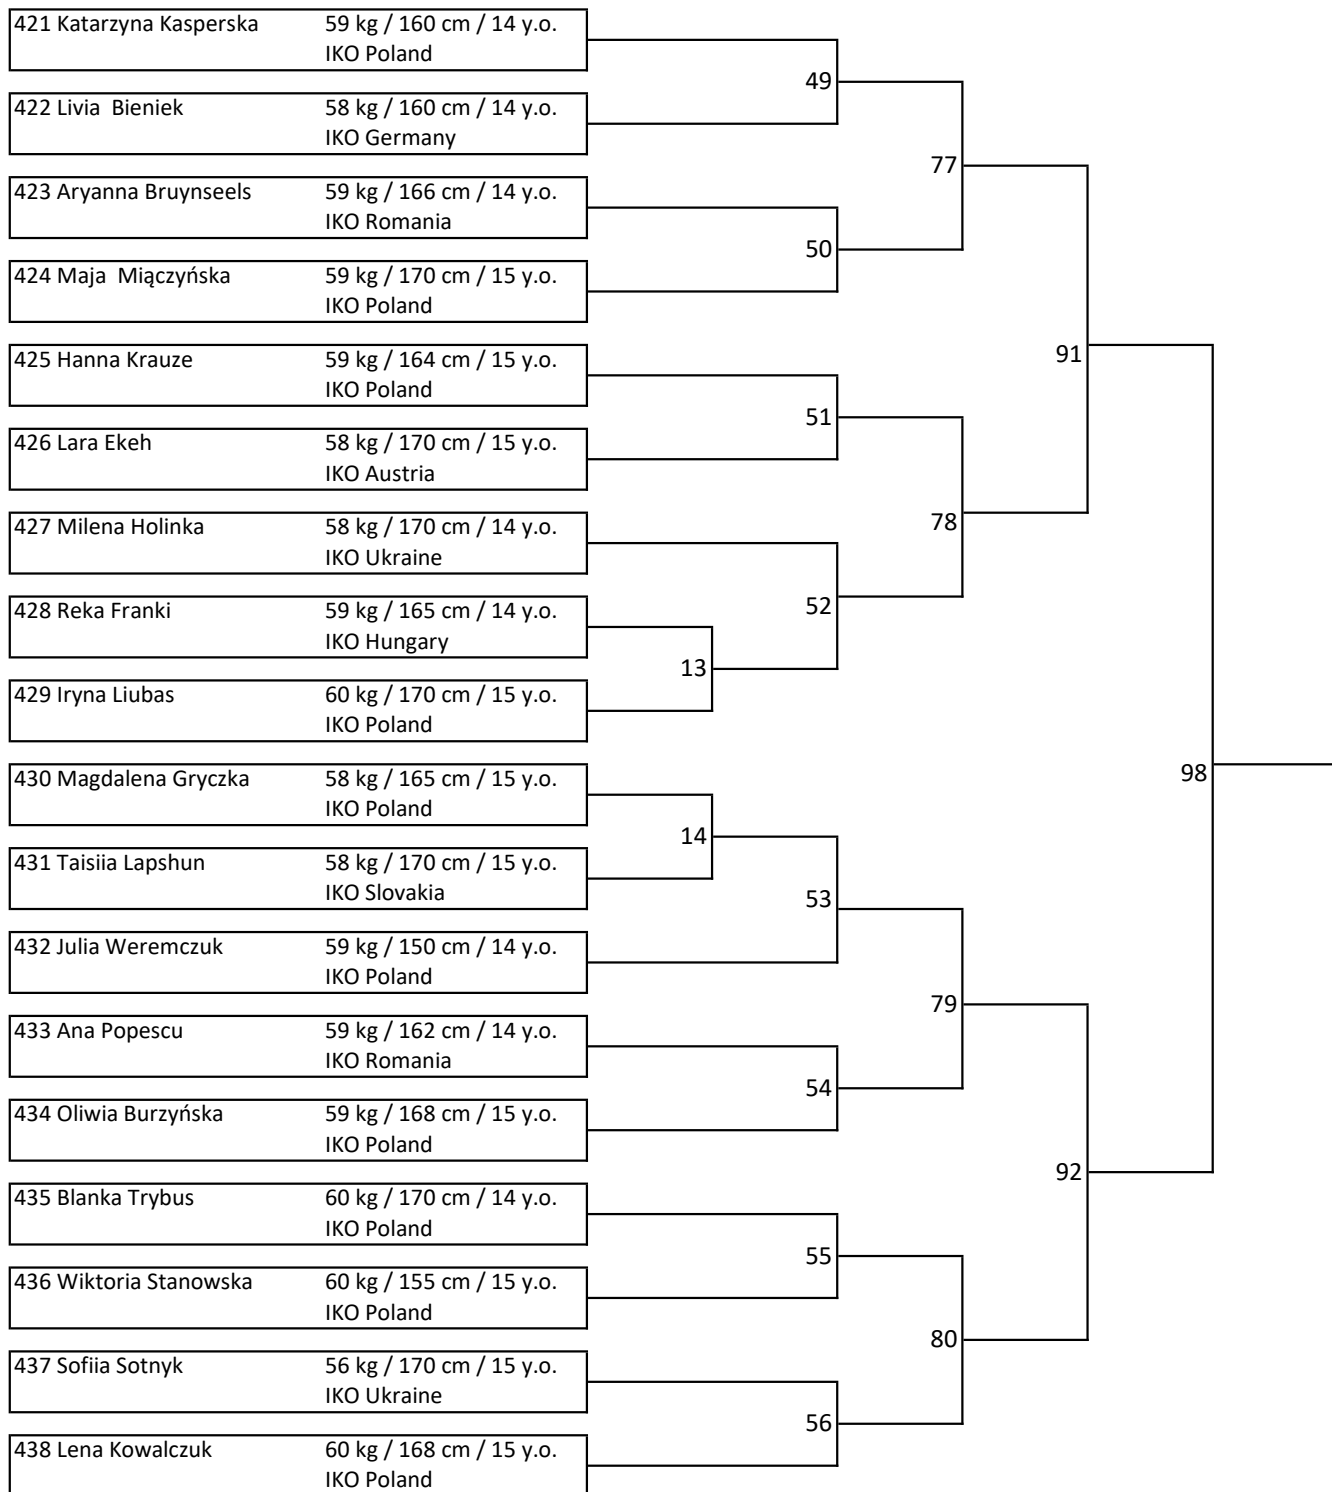 421 Katarzyna Kasperska 59 kg / 160 cm / 14 y.o.
IKO Poland
49
422 Livia  Bieniek 58 kg / 160 cm / 14 y.o.
IKO Germany
77
423 Aryanna Bruynseels 59 kg / 166 cm / 14 y.o.
IKO Romania
50
424 Maja  Miączyńska 59 kg / 170 cm / 15 y.o.
IKO Poland
91
425 Hanna Krauze 59 kg / 164 cm / 15 y.o.
IKO Poland
51
426 Lara Ekeh 58 kg / 170 cm / 15 y.o.
IKO Austria
78
427 Milena Holinka 58 kg / 170 cm / 14 y.o.
IKO Ukraine
52
428 Reka Franki 59 kg / 165 cm / 14 y.o.
IKO Hungary
13
429 Iryna Liubas 60 kg / 170 cm / 15 y.o.
IKO Poland
98
430 Magdalena Gryczka 58 kg / 165 cm / 15 y.o.
IKO Poland
14
431 Taisiia Lapshun 58 kg / 170 cm / 15 y.o.
IKO Slovakia
53
432 Julia Weremczuk 59 kg / 150 cm / 14 y.o.
IKO Poland
79
433 Ana Popescu 59 kg / 162 cm / 14 y.o.
IKO Romania
54
434 Oliwia Burzyńska 59 kg / 168 cm / 15 y.o.
IKO Poland
92
435 Blanka Trybus 60 kg / 170 cm / 14 y.o.
IKO Poland
55
436 Wiktoria Stanowska 60 kg / 155 cm / 15 y.o.
IKO Poland
80
437 Sofiia Sotnyk 56 kg / 170 cm / 15 y.o.
IKO Ukraine
56
438 Lena Kowalczuk 60 kg / 168 cm / 15 y.o.
IKO Poland